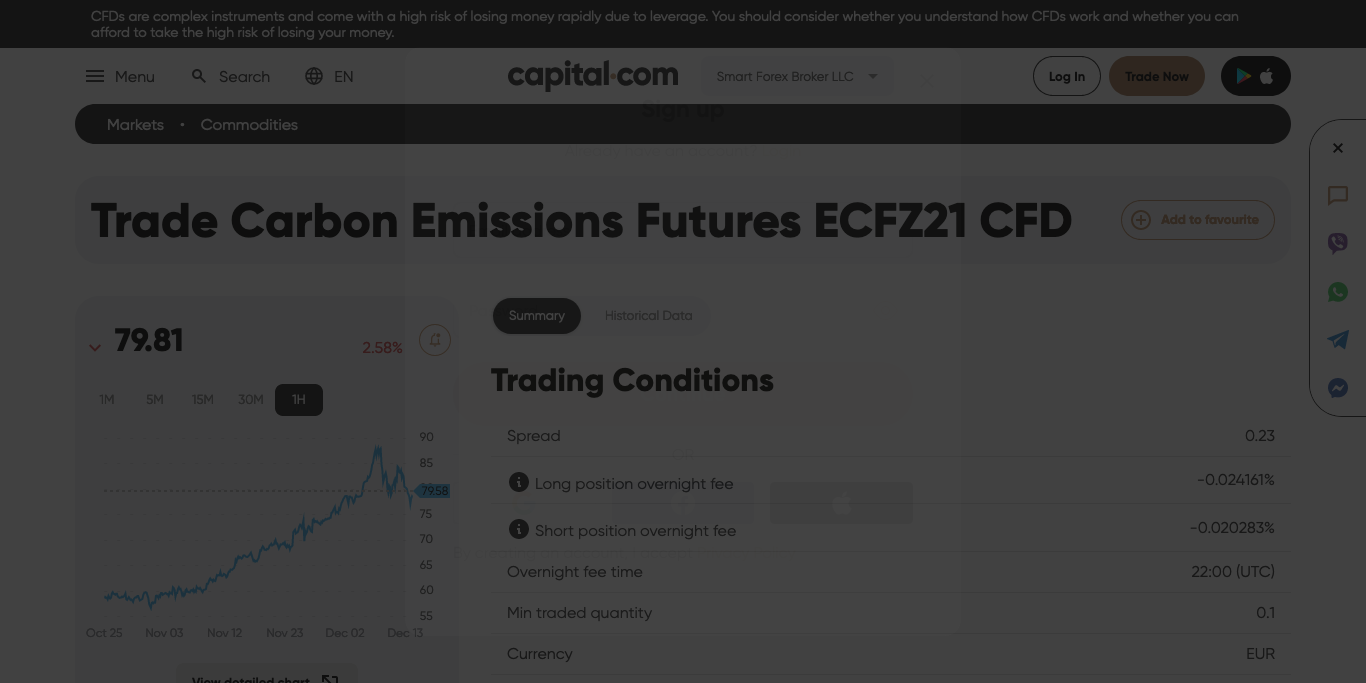 CFDs are complex instruments and come with a high risk of losing money rapidly due to leverage. You should consider whether you understand how CFDs work and whether you can
afford to take the high risk of losing your money.
Menu
Search
EN
capital.com
Smart Forex Broker LLC
Log In
Trade Now
Sign up
Markets • Commodities
Trade Carbon Emissions Futures ECFZ21 CFD
Add to favourite
79.81
2.58%
1M 5M 15M 30M 1H
90
85
79.58
75
70
65
60
55
Oct 25 Nov 03 Nov 12 Nov 23 Dec 02 Dec 13
View detailed chart
Summary Historical Data
Trading Conditions
Spread 0.23
Long position overnight fee -0.024161%
Short position overnight fee -0.020283%
Overnight fee time 22:00 (UTC)
Min traded quantity 0.1
Currency EUR